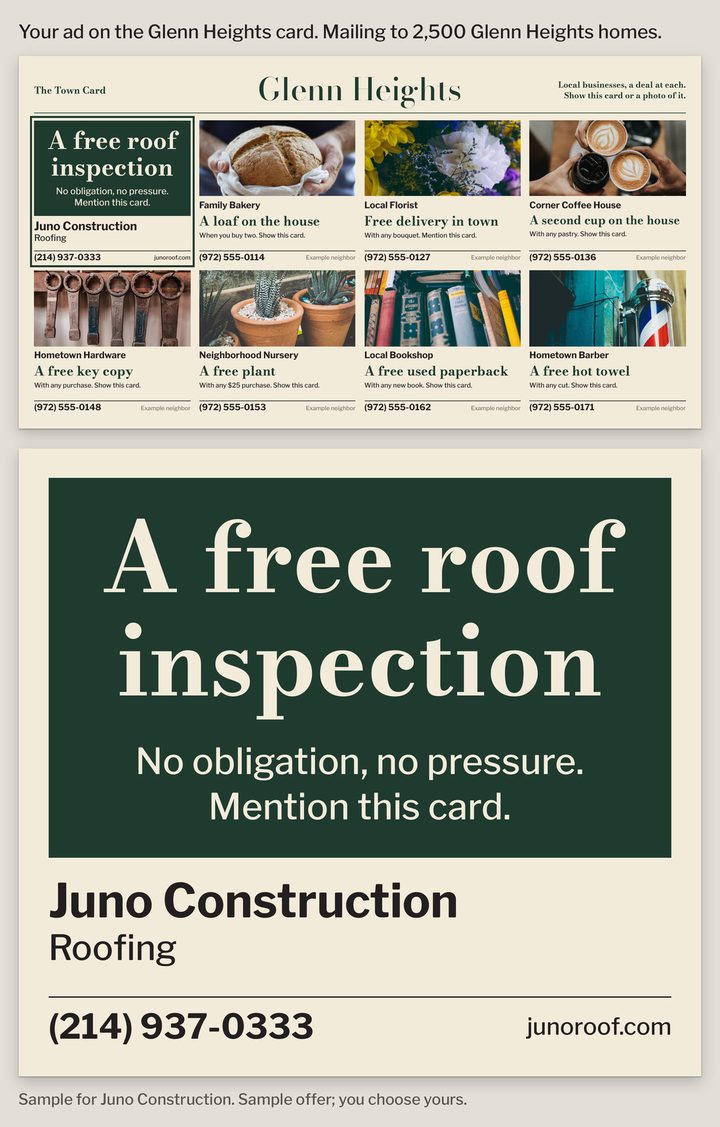 Your ad on the Glenn Heights card. Mailing to 2,500 Glenn Heights homes.
The Town Card
Glenn Heights
Local businesses, a deal at each.
Show this card or a photo of it.
A free roof
inspection
No obligation, no pressure.
Mention this card.
Juno Construction
Roofing
(214) 937-0333
junoroof.com
Family Bakery
A loaf on the house
When you buy two. Show this card.
(972) 555-0114
Example neighbor
Local Florist
Free delivery in town
With any bouquet. Mention this card.
(972) 555-0127
Example neighbor
Corner Coffee House
A second cup on the house
With any pastry. Show this card.
(972) 555-0136
Example neighbor
Hometown Hardware
A free key copy
With any purchase. Show this card.
(972) 555-0148
Example neighbor
Neighborhood Nursery
A free plant
With any $25 purchase. Show this card.
(972) 555-0153
Example neighbor
Local Bookshop
A free used paperback
With any new book. Show this card.
(972) 555-0162
Example neighbor
Hometown Barber
A free hot towel
With any cut. Show this card.
(972) 555-0171
Example neighbor
A free roof
inspection
No obligation, no pressure.
Mention this card.
Juno Construction
Roofing
(214) 937-0333
junoroof.com
Sample for Juno Construction. Sample offer; you choose yours.